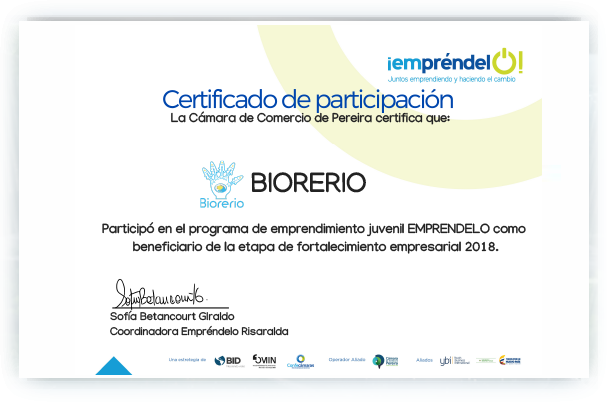 ¡empréndelO!
Juntos emprendiendo y haciendo el cambio
Certificado de participación
La Cámara de Comercio de Pereira certifica que:
Biorerio
BIORERIO
Participó en el programa de emprendimiento juvenil EMPRENDELO como
beneficiario de la etapa de fortalecimiento empresarial 2018.
Sofía Betancourt Giraldo
Coordinadora Empréndelo Risaralda
Una estrategia de
BID
Confecámaras
Operador Aliado
Aliados
ybi